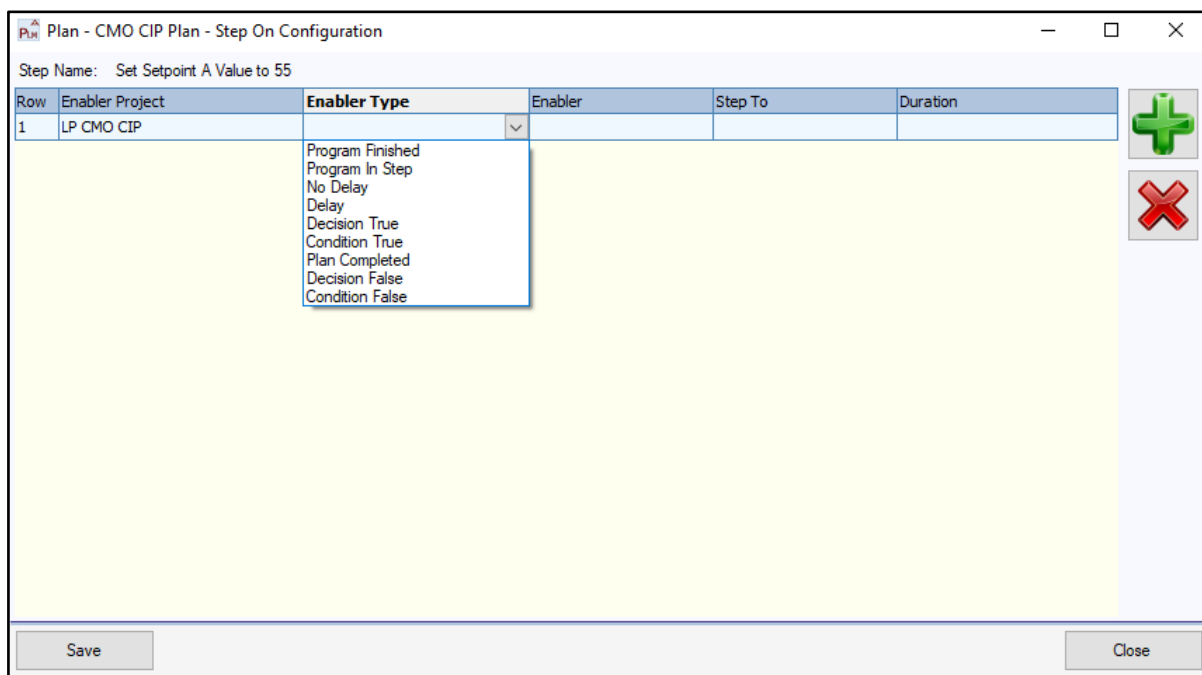 PLM Plan - CMO CIP Plan - Step On Configuration
Step Name: Set Setpoint A Value to 55
Row Enabler Project Enabler Type Enabler Step To Duration
1 LP CMO CIP
Program Finished
Program In Step
No Delay
Delay
Decision True
Condition True
Plan Completed
Decision False
Condition False
Save Close